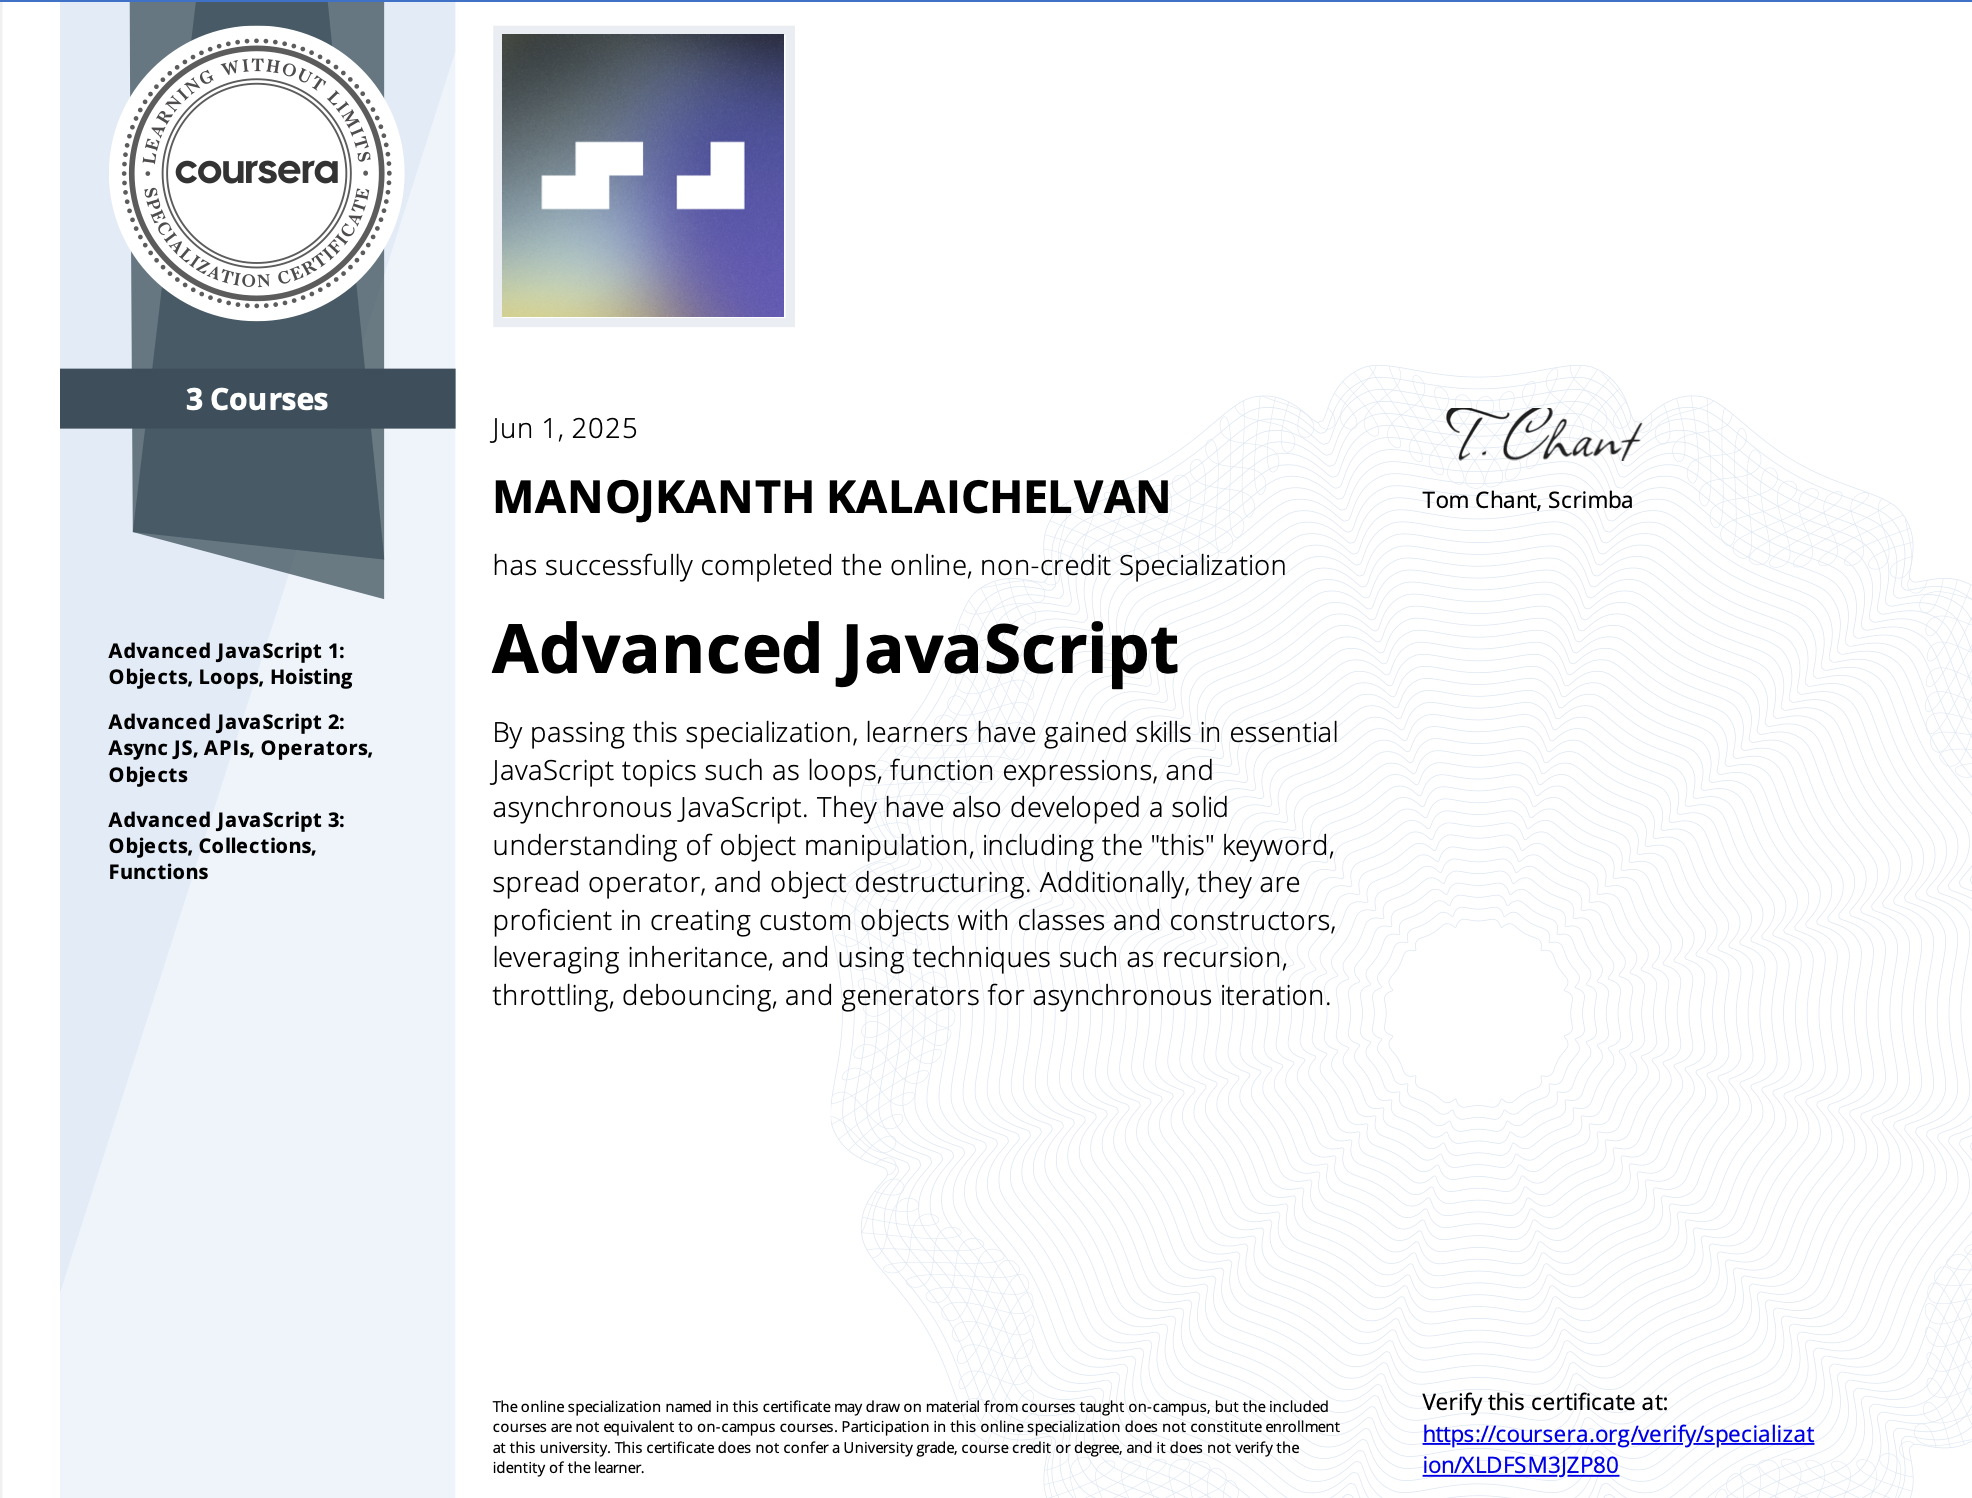 LEARNING WITHOUT LIMITS
coursera
SPECIALIZATION CERTIFICATE
3 Courses
Advanced JavaScript 1:
Objects, Loops, Hoisting
Advanced JavaScript 2:
Async JS, APIs, Operators,
Objects
Advanced JavaScript 3:
Objects, Collections,
Functions
Jun 1, 2025
MANOJKANTH KALAICHELVAN
has successfully completed the online, non-credit Specialization
Advanced JavaScript
By passing this specialization, learners have gained skills in essential
JavaScript topics such as loops, function expressions, and
asynchronous JavaScript. They have also developed a solid
understanding of object manipulation, including the "this" keyword,
spread operator, and object destructuring. Additionally, they are
proficient in creating custom objects with classes and constructors,
leveraging inheritance, and using techniques such as recursion,
throttling, debouncing, and generators for asynchronous iteration.
T. Chant
Tom Chant, Scrimba
The online specialization named in this certificate may draw on material from courses taught on-campus, but the included
courses are not equivalent to on-campus courses. Participation in this online specialization does not constitute enrollment
at this university. This certificate does not confer a University grade, course credit or degree, and it does not verify the
identity of the learner.
Verify this certificate at:
https://coursera.org/verify/specializat
ion/XLDFSM3JZP80